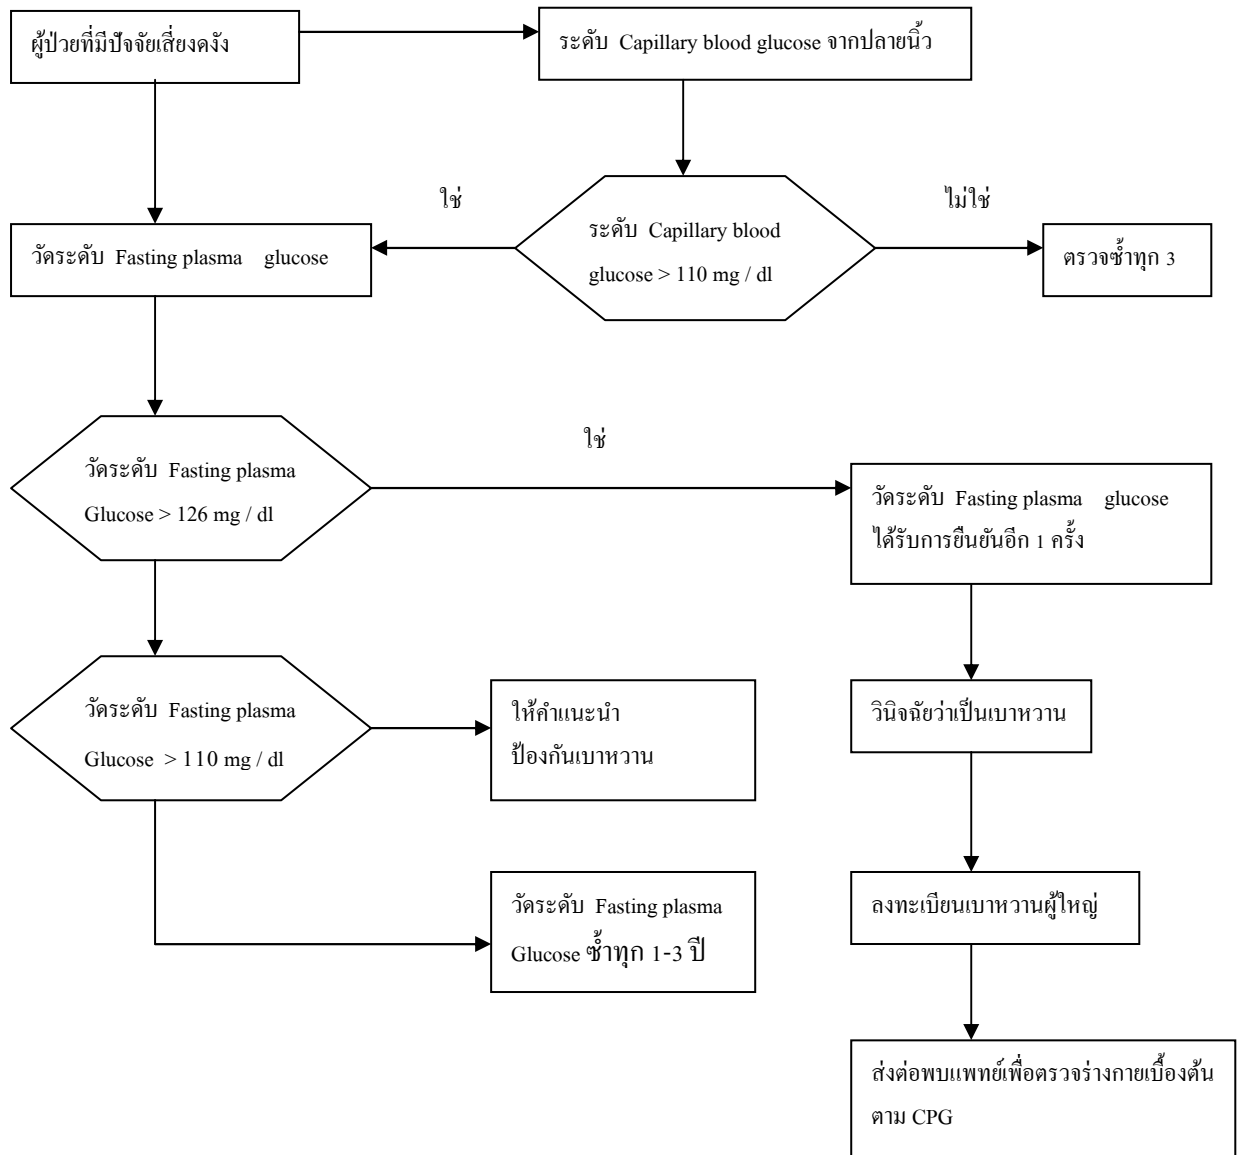 ผู้ป่วยที่มีปัจจัยเสี่ยงดงัง
ระดับ Capillary blood glucose จากปลายนิ้ว
ใช่
ไม่ใช่
ระดับ Capillary blood
glucose > 110 mg / dl
วัดระดับ Fasting plasma glucose
ตรวจซ้ำทุก 3
วัดระดับ Fasting plasma
Glucose > 126 mg / dl
ใช่
วัดระดับ Fasting plasma glucose
ได้รับการยืนยันอีก 1 ครั้ง
วัดระดับ Fasting plasma
Glucose > 110 mg / dl
ให้คำแนะนำ
ป้องกันเบาหวาน
วินิจฉัยว่าเป็นเบาหวาน
วัดระดับ Fasting plasma
Glucose ซ้ำทุก 1-3 ปี
ลงทะเบียนเบาหวานผู้ใหญ่
ส่งต่อพบแพทย์เพื่อตรวจร่างกายเบื้องต้น
ตาม CPG